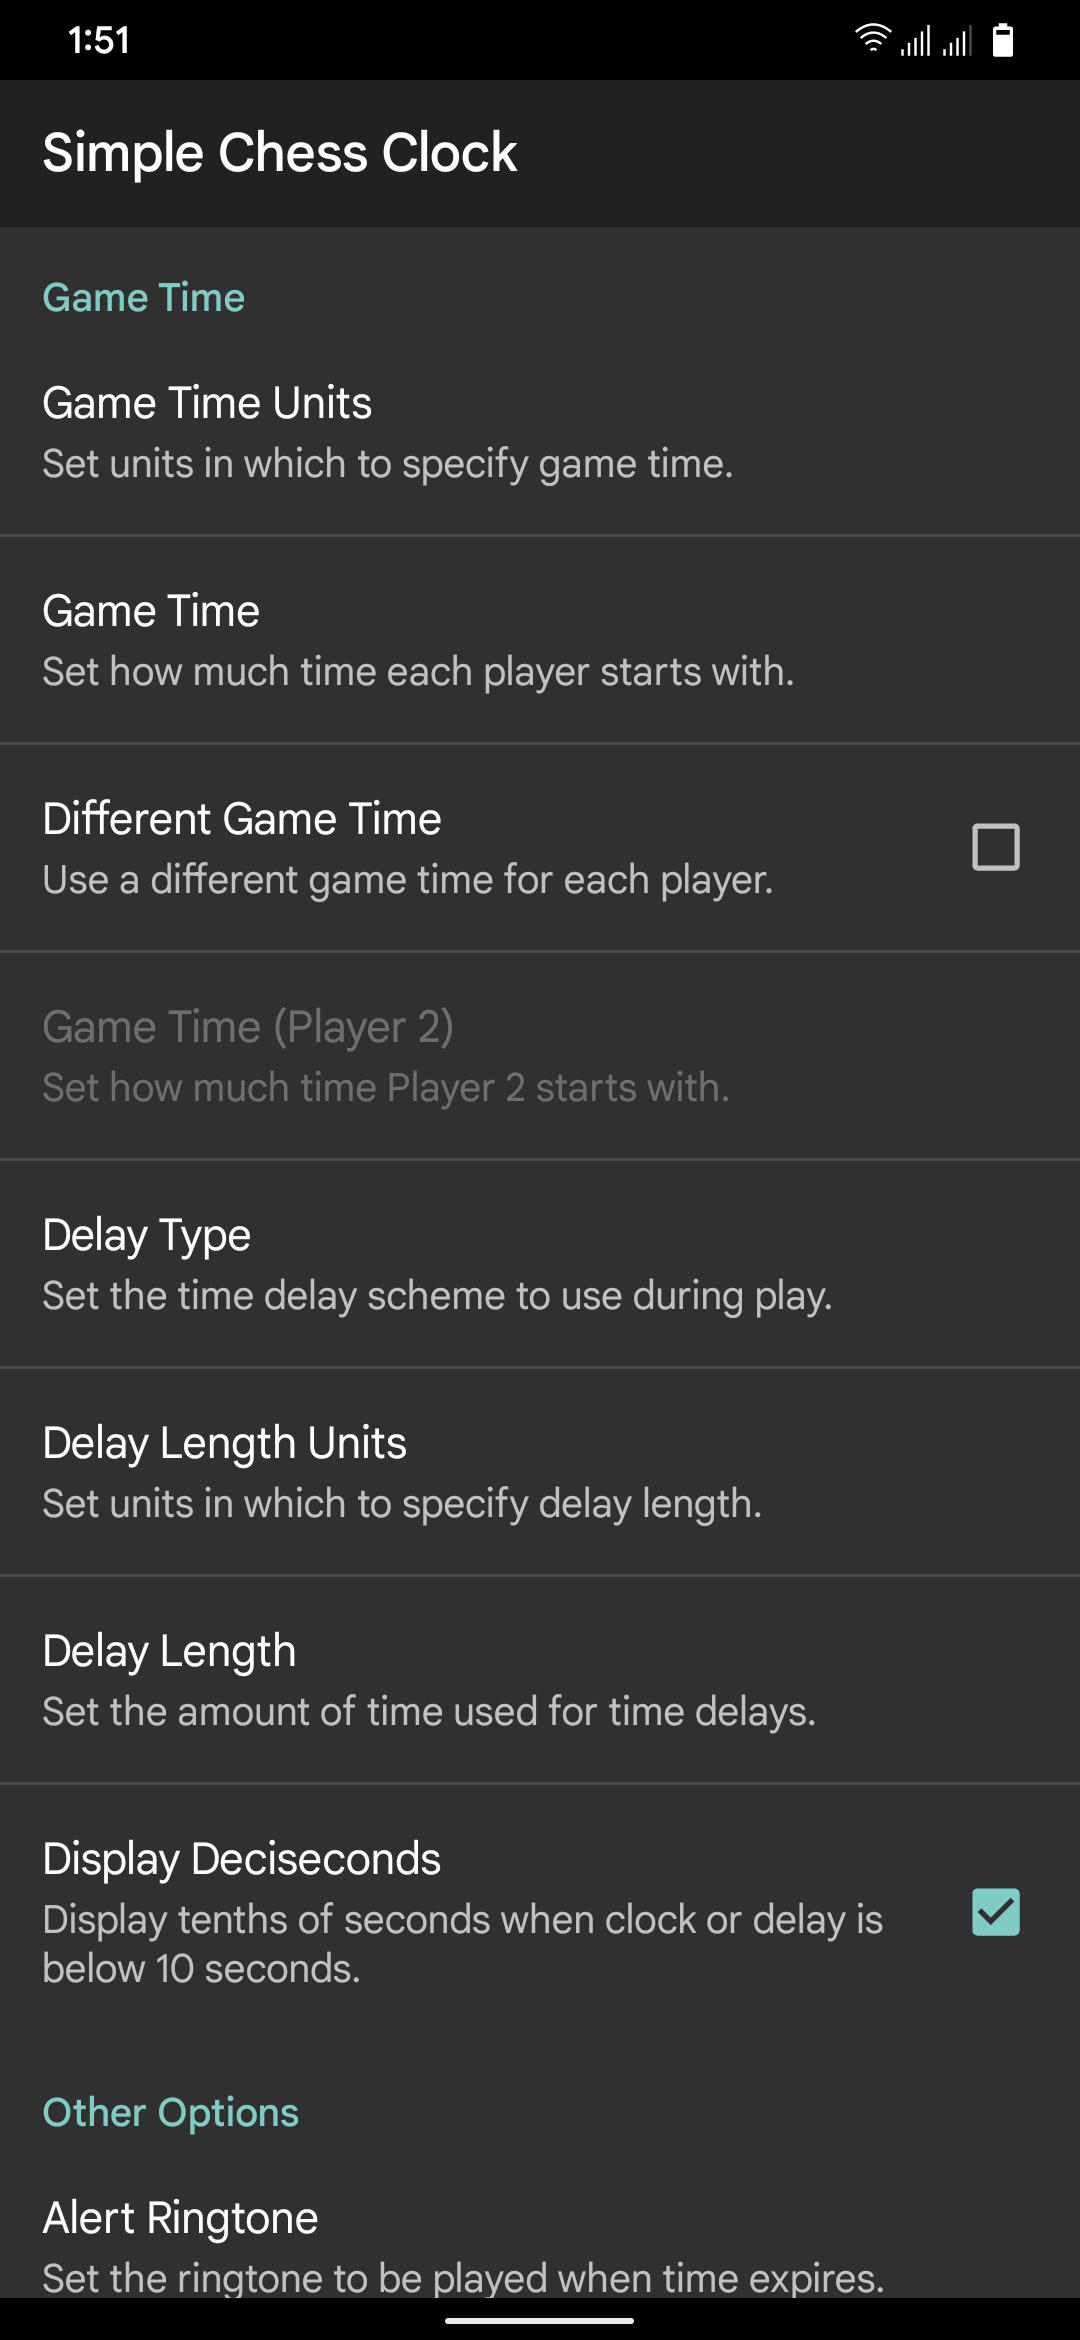 1:51
Simple Chess Clock
Game Time
Game Time Units
Set units in which to specify game time.
Game Time
Set how much time each player starts with.
Different Game Time
Use a different game time for each player.
Game Time (Player 2)
Set how much time Player 2 starts with.
Delay Type
Set the time delay scheme to use during play.
Delay Length Units
Set units in which to specify delay length.
Delay Length
Set the amount of time used for time delays.
Display Deciseconds
Display tenths of seconds when clock or delay is
below 10 seconds.
Other Options
Alert Ringtone
Set the ringtone to be played when time expires.